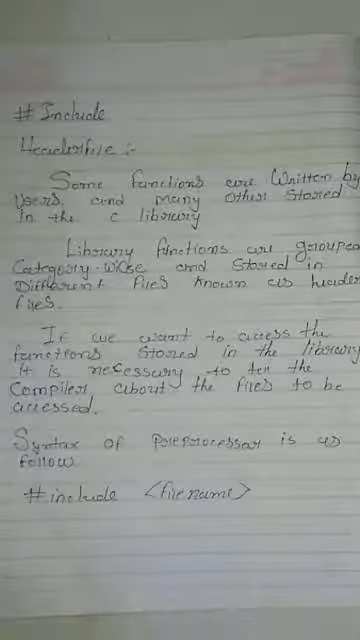 # Include
Headerfile :-
Some functions are Written by
Users, and many other Stored
in the c library
Library functions are grouped
Category-wise and Stored in
Different files known as header
files.
If we want to access the
functions Stored in the library
it is necessary to tell the
Compiler about the files to be
accessed.
Syntax of preprocessar is as
follow
#include <file name>